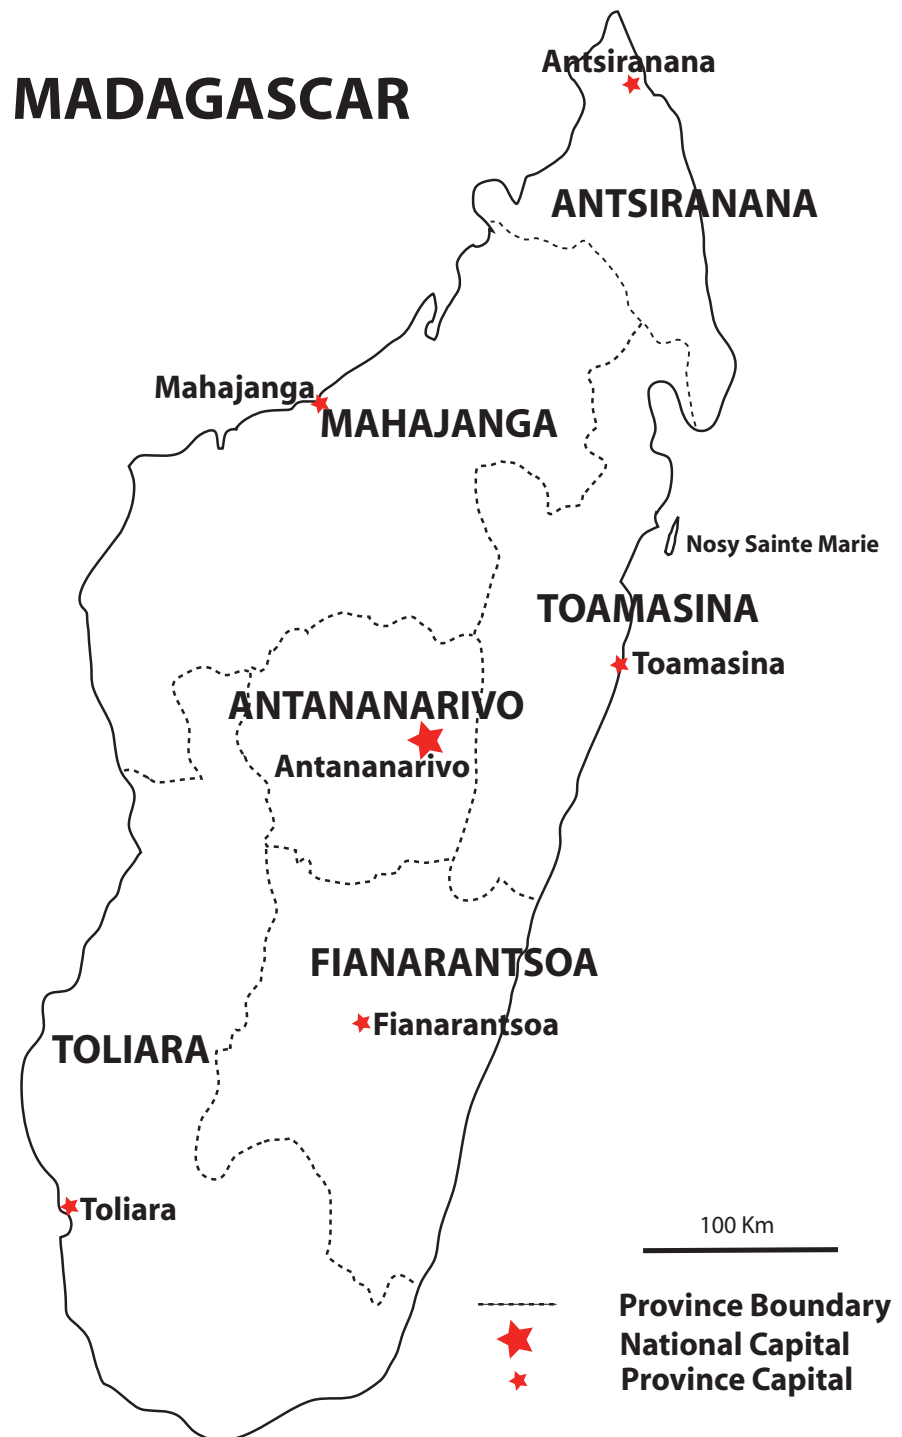 Antsiranana
MADAGASCAR
ANTSIRANANA
Mahajanga
MAHAJANGA
Nosy Sainte Marie
TOAMASINA
Toamasina
ANTANANARIVO
Antananarivo
FIANARANTSOA
Fianarantsoa
TOLIARA
Toliara
100 Km
Province Boundary
National Capital
Province Capital